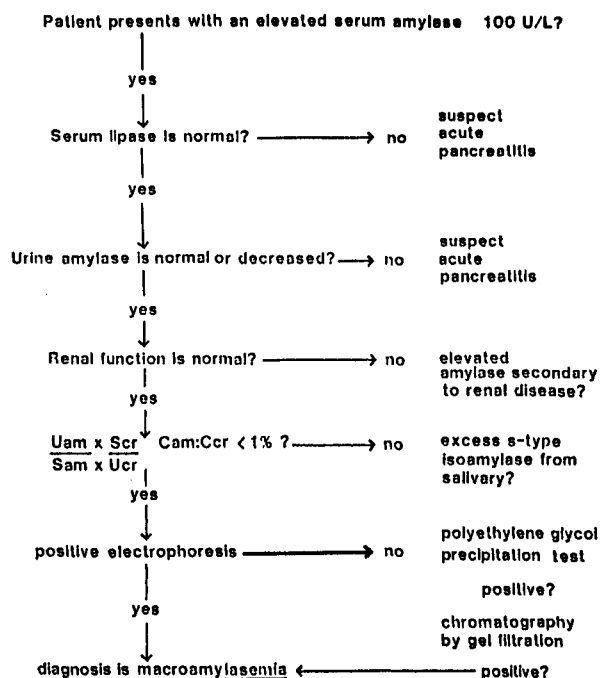 Patient presents with an elevated serum amylase 100 U/L?
yes
Serum lipase is normal? no suspect
acute
pancreatitis
yes
Urine amylase is normal or decreased? no suspect
acute
pancreatitis
yes
Renal function is normal? no elevated
amylase secondary
to renal disease?
yes
Uam x Scr Cam:Ccr < 1% ? no excess s-type
Sam x Ucr isoamylase from
salivary?
yes
polyethylene glycol
positive electrophoresis no precipitation test
positive?
yes
chromatography
by gel filtration
diagnosis is macroamylasemia positive?